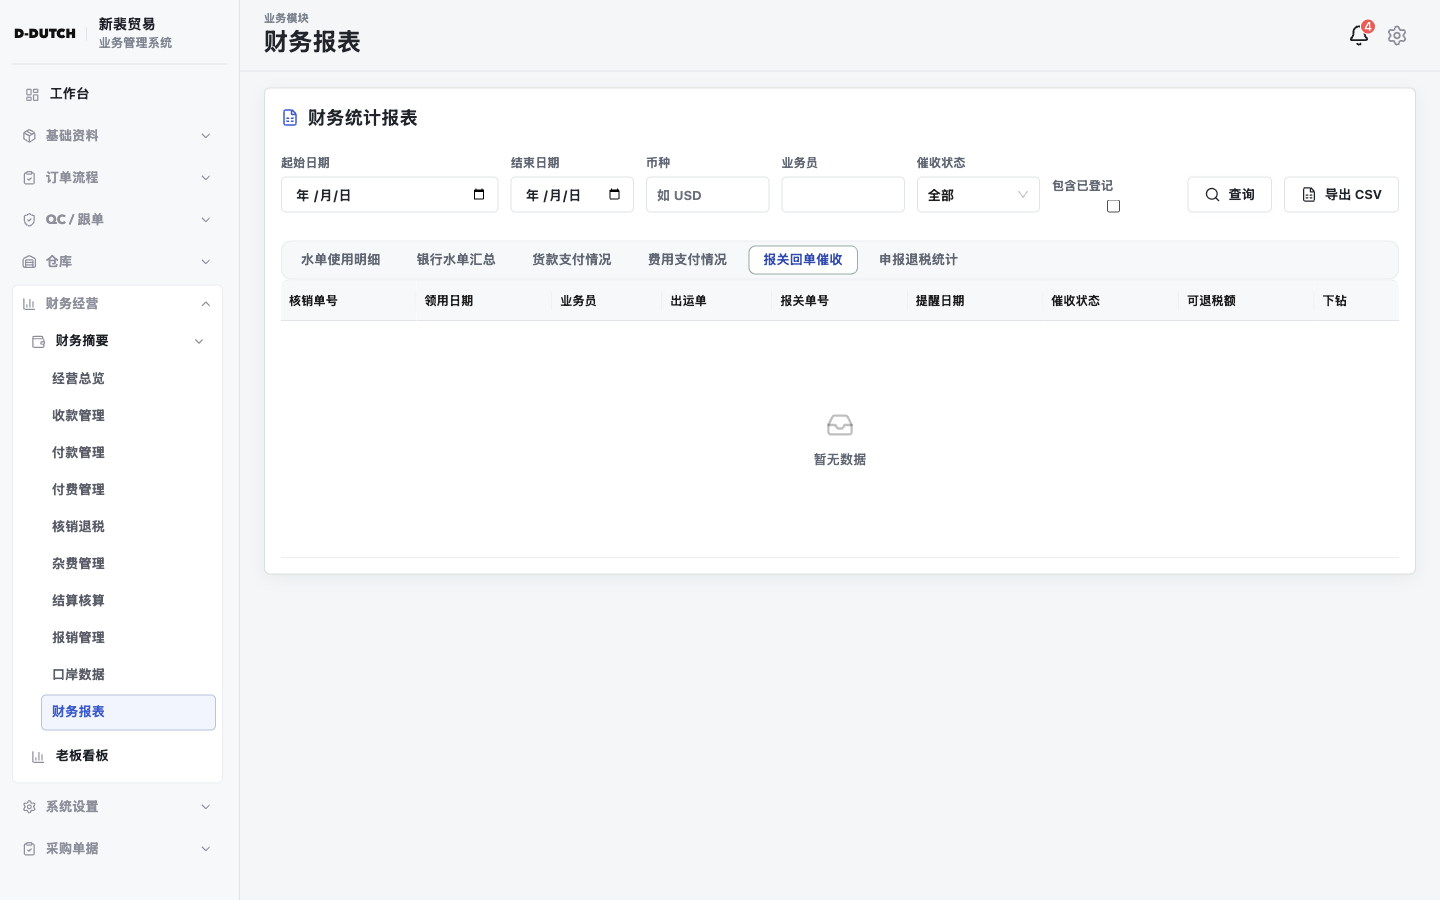 D-DUTCH
新裴贸易
业务管理系统
工作台
基础资料
订单流程
QC / 跟单
仓库
财务经营
财务摘要
经营总览
收款管理
付款管理
付费管理
核销退税
杂费管理
结算核算
报销管理
口岸数据
财务报表
老板看板
系统设置
采购单据
业务模块
财务报表
4
财务统计报表
起始日期
结束日期
币种
业务员
催收状态
包含已登记
年 /月/日
年 /月/日
如 USD
全部
查询
导出 CSV
水单使用明细
银行水单汇总
货款支付情况
费用支付情况
报关回单催收
申报退税统计
核销单号
领用日期
业务员
出运单
报关单号
提醒日期
催收状态
可退税额
下钻
暂无数据